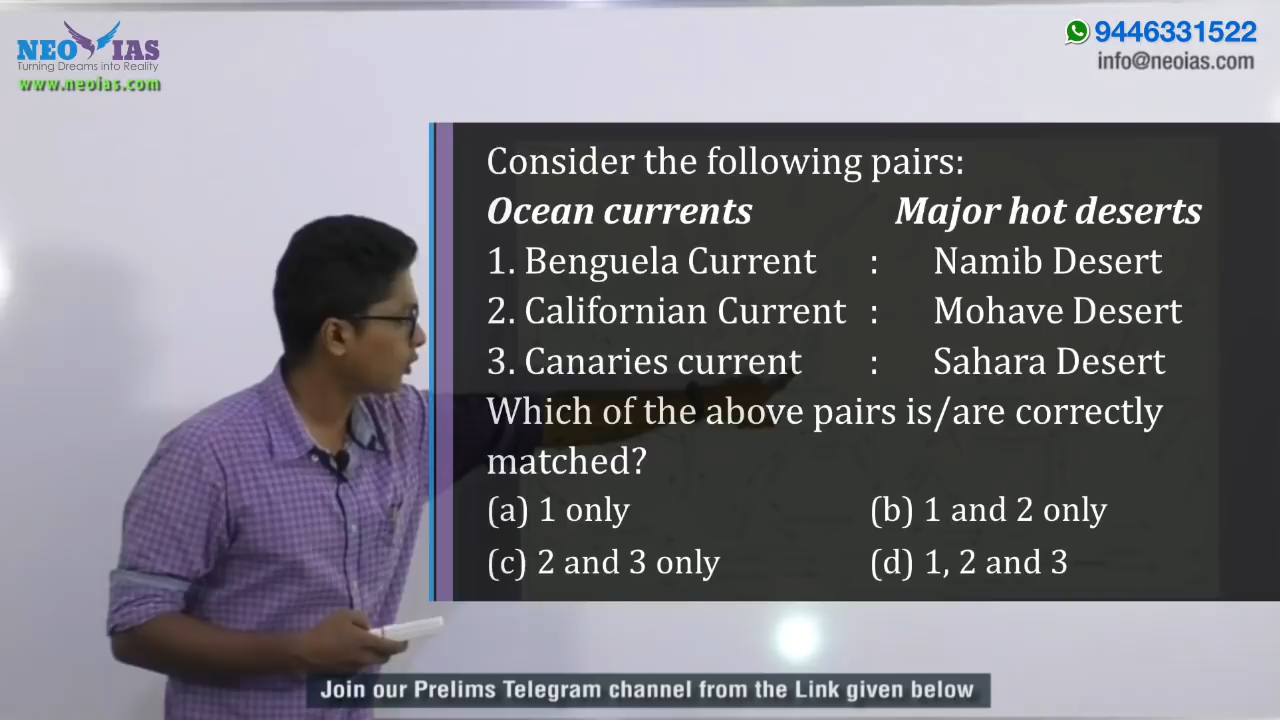 NEO IAS
Turning Dreams into Reality
www.neoias.com
9446331522
info@neoias.com
Consider the following pairs:
Ocean currents Major hot deserts
1. Benguela Current : Namib Desert
2. Californian Current : Mohave Desert
3. Canaries current : Sahara Desert
Which of the above pairs is/are correctly
matched?
(a) 1 only (b) 1 and 2 only
(c) 2 and 3 only (d) 1, 2 and 3
Join our Prelims Telegram channel from the Link given below